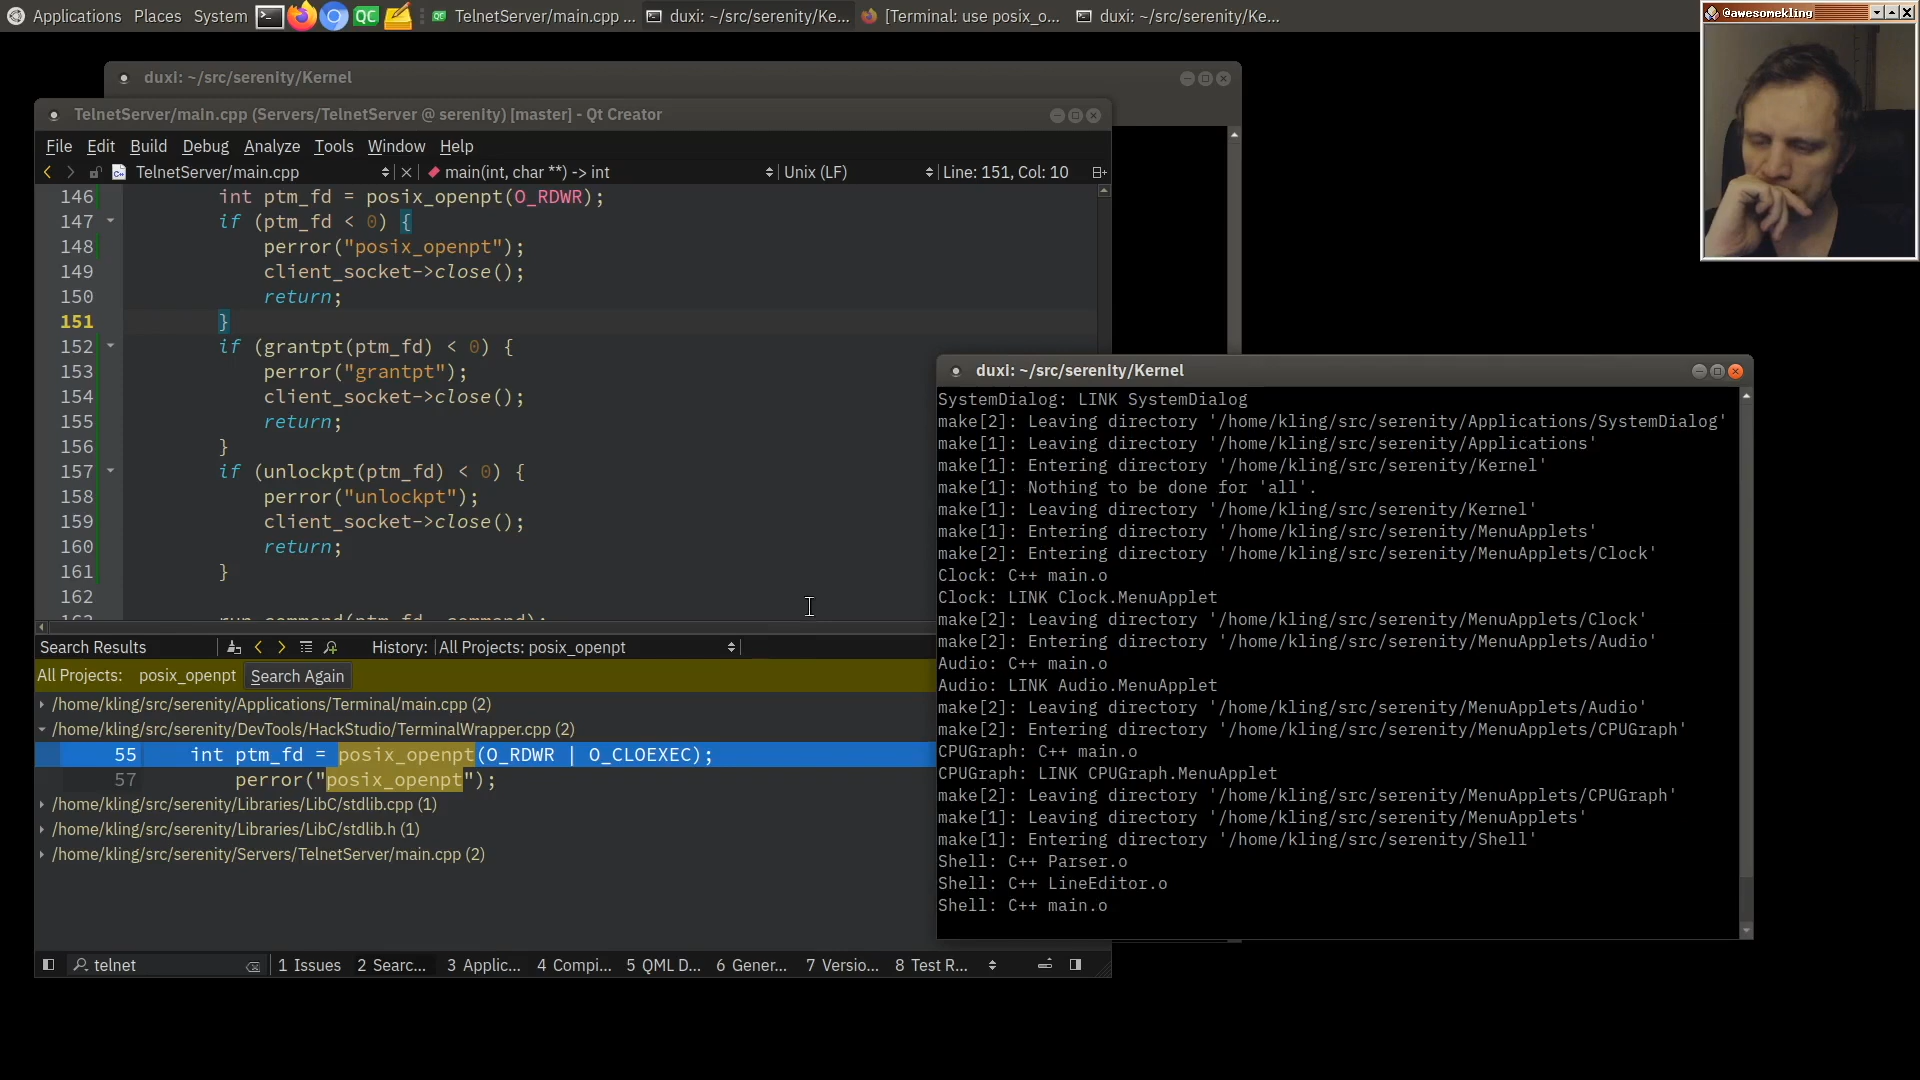 Applications Places System QC TelnetServer/main.cpp ... duxi: ~/src/serenity/Ke... [Terminal: use posix_o... duxi: ~/src/serenity/Ke...
@awesomekling
duxi: ~/src/serenity/Kernel
TelnetServer/main.cpp (Servers/TelnetServer @ serenity) [master] - Qt Creator
File Edit Build Debug Analyze Tools Window Help
TelnetServer/main.cpp main(int, char **) -> int Unix (LF) Line: 151, Col: 10
146 int ptm_fd = posix_openpt(O_RDWR);
147 if (ptm_fd < 0) {
148 perror("posix_openpt");
149 client_socket->close();
150 return;
151 }
152 if (grantpt(ptm_fd) < 0) {
153 perror("grantpt");
154 client_socket->close();
155 return;
156 }
157 if (unlockpt(ptm_fd) < 0) {
158 perror("unlockpt");
159 client_socket->close();
160 return;
161 }
162
Search Results History: All Projects: posix_openpt
All Projects: posix_openpt Search Again
/home/kling/src/serenity/Applications/Terminal/main.cpp (2)
/home/kling/src/serenity/DevTools/HackStudio/TerminalWrapper.cpp (2)
55 int ptm_fd = posix_openpt(O_RDWR | O_CLOEXEC);
57 perror("posix_openpt");
/home/kling/src/serenity/Libraries/LibC/stdlib.cpp (1)
/home/kling/src/serenity/Libraries/LibC/stdlib.h (1)
/home/kling/src/serenity/Servers/TelnetServer/main.cpp (2)
telnet 1 Issues 2 Searc... 3 Applic... 4 Compi... 5 QML D... 6 Gener... 7 Versio... 8 Test R...
duxi: ~/src/serenity/Kernel
SystemDialog: LINK SystemDialog
make[2]: Leaving directory '/home/kling/src/serenity/Applications/SystemDialog'
make[1]: Leaving directory '/home/kling/src/serenity/Applications'
make[1]: Entering directory '/home/kling/src/serenity/Kernel'
make[1]: Nothing to be done for 'all'.
make[1]: Leaving directory '/home/kling/src/serenity/Kernel'
make[1]: Entering directory '/home/kling/src/serenity/MenuApplets'
make[2]: Entering directory '/home/kling/src/serenity/MenuApplets/Clock'
Clock: C++ main.o
Clock: LINK Clock.MenuApplet
make[2]: Leaving directory '/home/kling/src/serenity/MenuApplets/Clock'
make[2]: Entering directory '/home/kling/src/serenity/MenuApplets/Audio'
Audio: C++ main.o
Audio: LINK Audio.MenuApplet
make[2]: Leaving directory '/home/kling/src/serenity/MenuApplets/Audio'
make[2]: Entering directory '/home/kling/src/serenity/MenuApplets/CPUGraph'
CPUGraph: C++ main.o
CPUGraph: LINK CPUGraph.MenuApplet
make[2]: Leaving directory '/home/kling/src/serenity/MenuApplets/CPUGraph'
make[1]: Leaving directory '/home/kling/src/serenity/MenuApplets'
make[1]: Entering directory '/home/kling/src/serenity/Shell'
Shell: C++ Parser.o
Shell: C++ LineEditor.o
Shell: C++ main.o